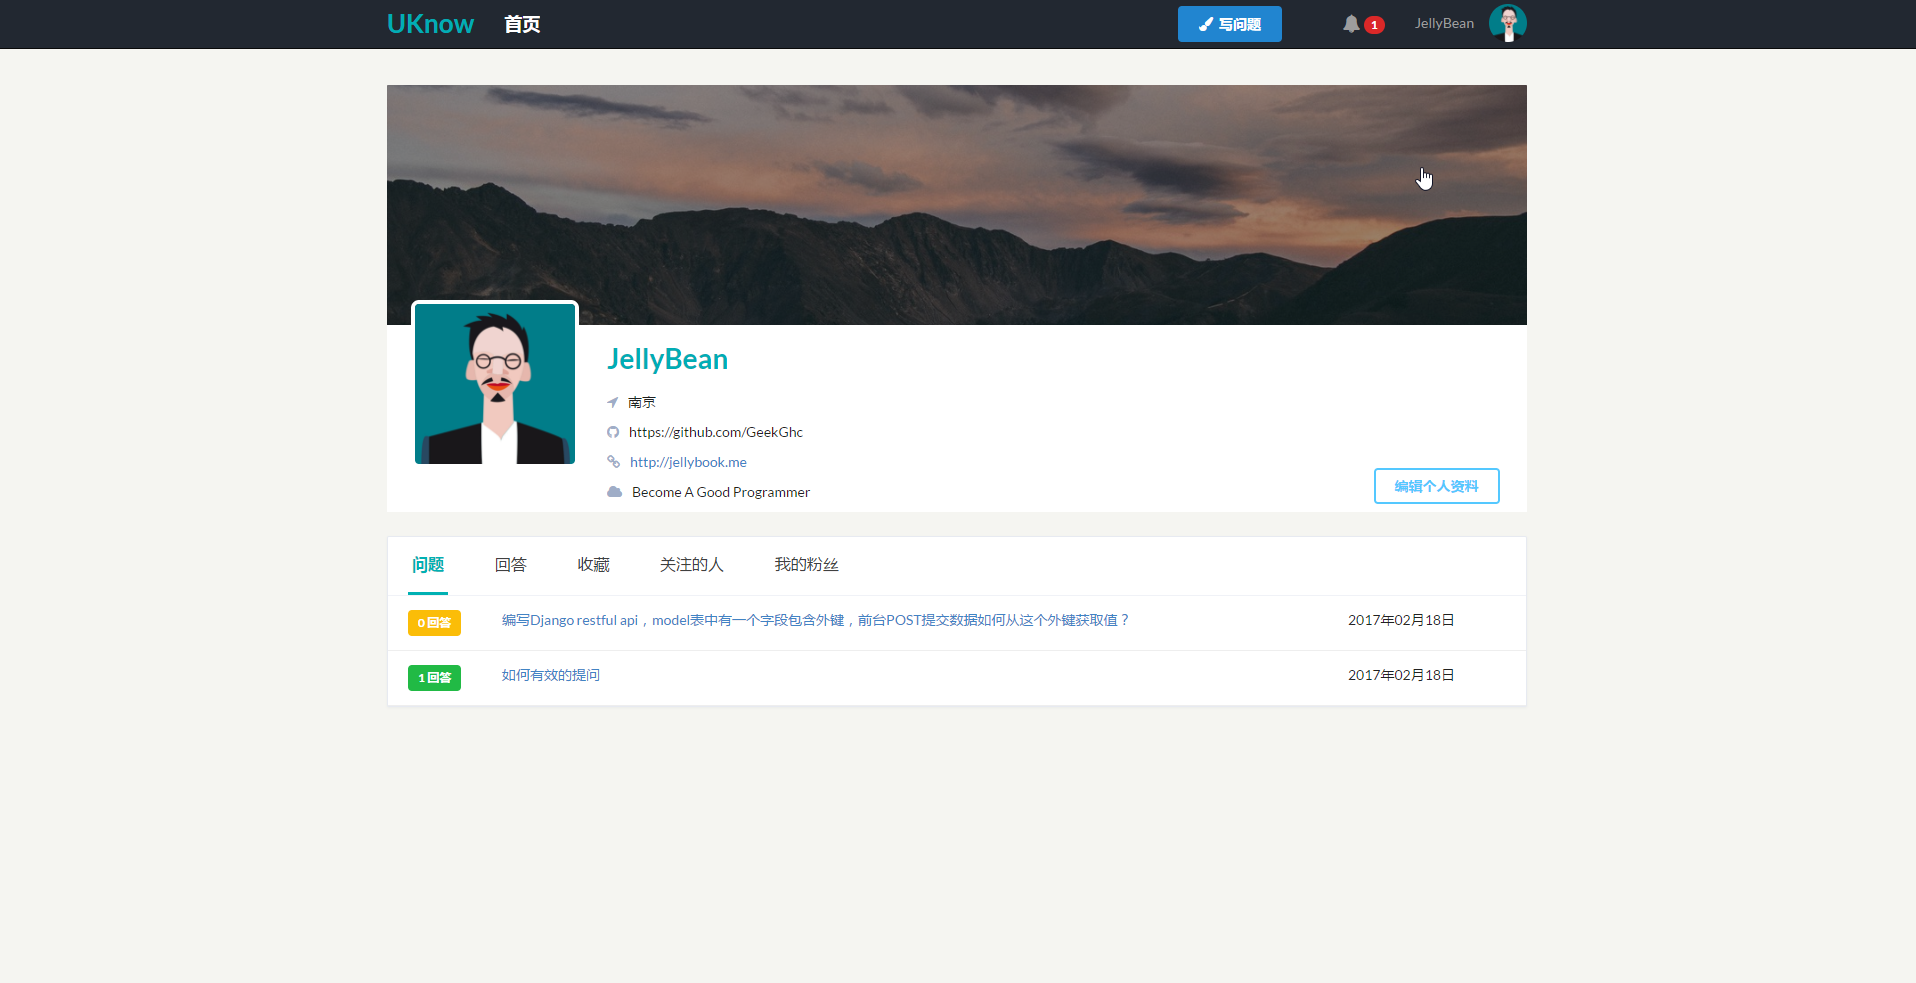 UKnow 首页 写问题 1 JellyBean
JellyBean
南京
https://github.com/GeekGhc
http://jellybook.me
Become A Good Programmer
编辑个人资料
问题 回答 收藏 关注的人 我的粉丝
0 回答 编写Django restful api，model表中有一个字段包含外键，前台POST提交数据如何从这个外键获取值？ 2017年02月18日
1 回答 如何有效的提问 2017年02月18日